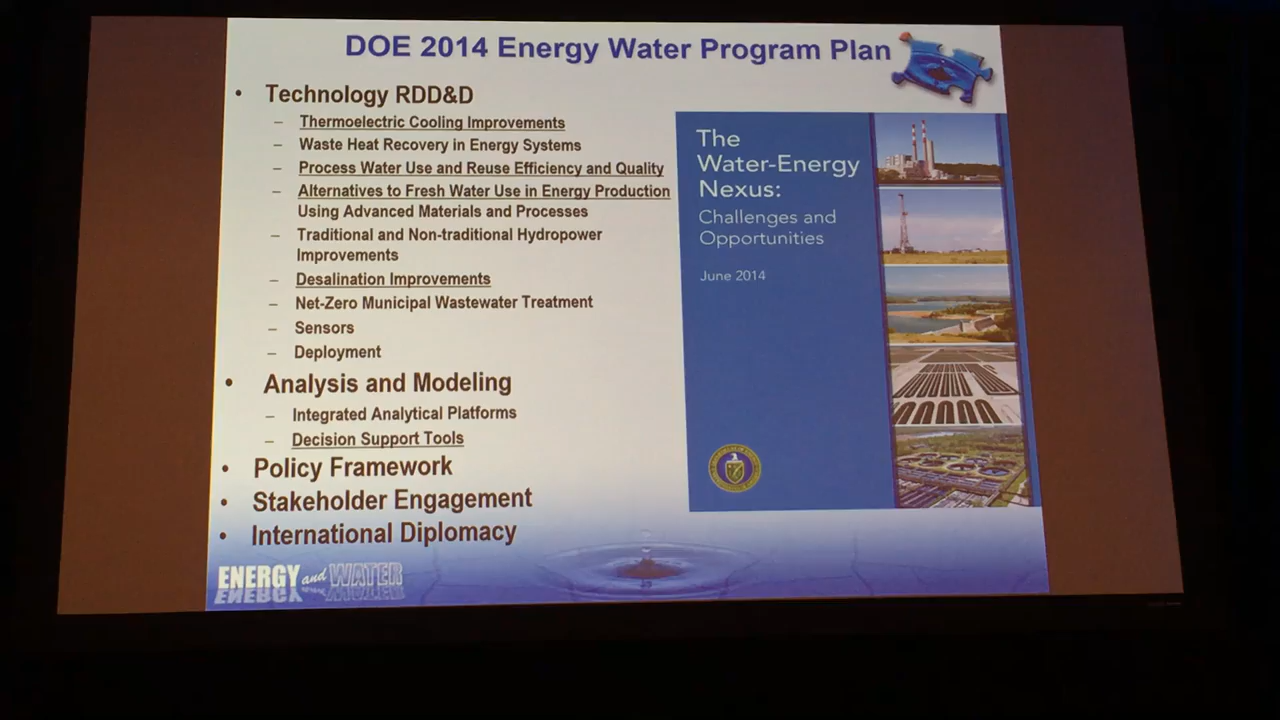 DOE 2014 Energy Water Program Plan
• Technology RDD&D
– Thermoelectric Cooling Improvements
– Waste Heat Recovery in Energy Systems
– Process Water Use and Reuse Efficiency and Quality
– Alternatives to Fresh Water Use in Energy Production
Using Advanced Materials and Processes
– Traditional and Non-traditional Hydropower
Improvements
– Desalination Improvements
– Net-Zero Municipal Wastewater Treatment
– Sensors
– Deployment
• Analysis and Modeling
– Integrated Analytical Platforms
– Decision Support Tools
• Policy Framework
• Stakeholder Engagement
• International Diplomacy
The
Water-Energy
Nexus:
Challenges and
Opportunities
June 2014
ENERGY and WATER